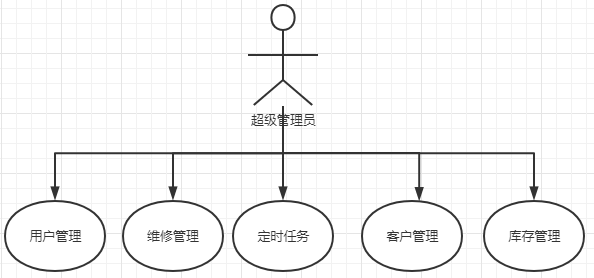 超级管理员
用户管理
维修管理
定时任务
客户管理
库存管理